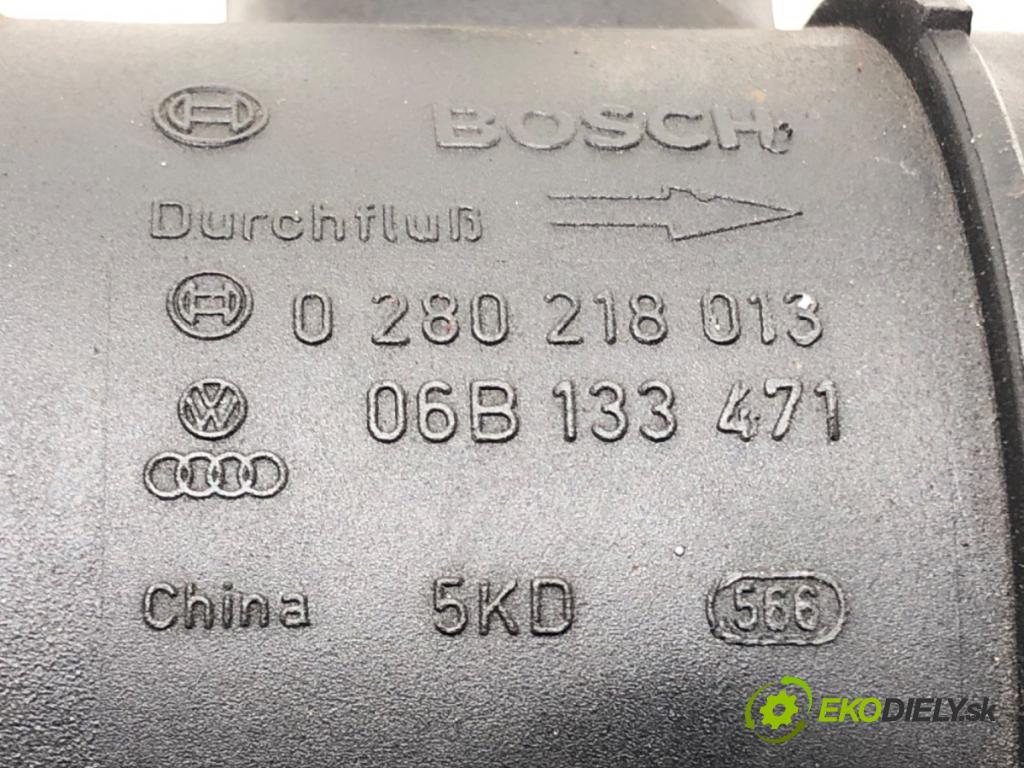 BOSCH
Durchfluß
0 280 218 013
06B 133 471
China 5KD 566
EKODIELY.sk